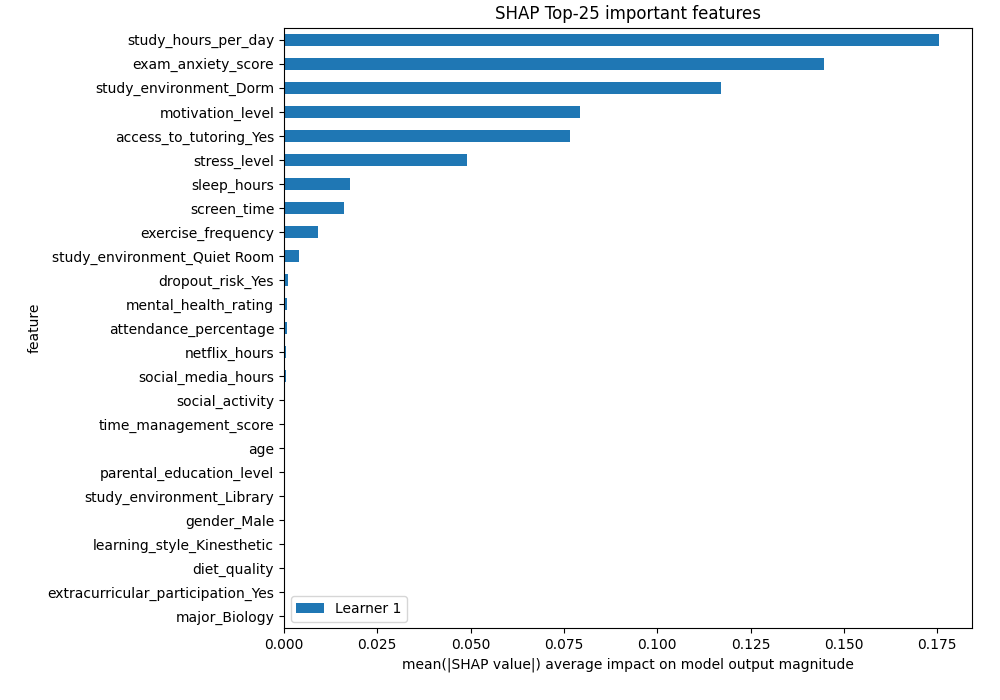 SHAP Top-25 important features
study_hours_per_day
exam_anxiety_score
study_environment_Dorm
motivation_level
access_to_tutoring_Yes
stress_level
sleep_hours
screen_time
exercise_frequency
study_environment_Quiet Room
dropout_risk_Yes
mental_health_rating
attendance_percentage
netflix_hours
social_media_hours
social_activity
time_management_score
age
parental_education_level
study_environment_Library
gender_Male
learning_style_Kinesthetic
diet_quality
extracurricular_participation_Yes
major_Biology
feature
Learner 1
0.000 0.025 0.050 0.075 0.100 0.125 0.150 0.175
mean(|SHAP value|) average impact on model output magnitude